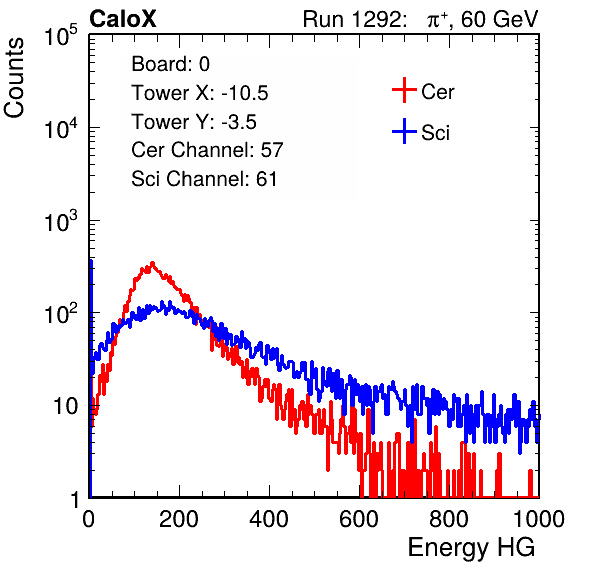 CaloX Run 1292: π⁺, 60 GeV
Counts
10⁵
10⁴
10³
10²
10
1
Board: 0
Tower X: -10.5
Tower Y: -3.5
Cer Channel: 57
Sci Channel: 61
Cer
Sci
0 200 400 600 800 1000
Energy HG